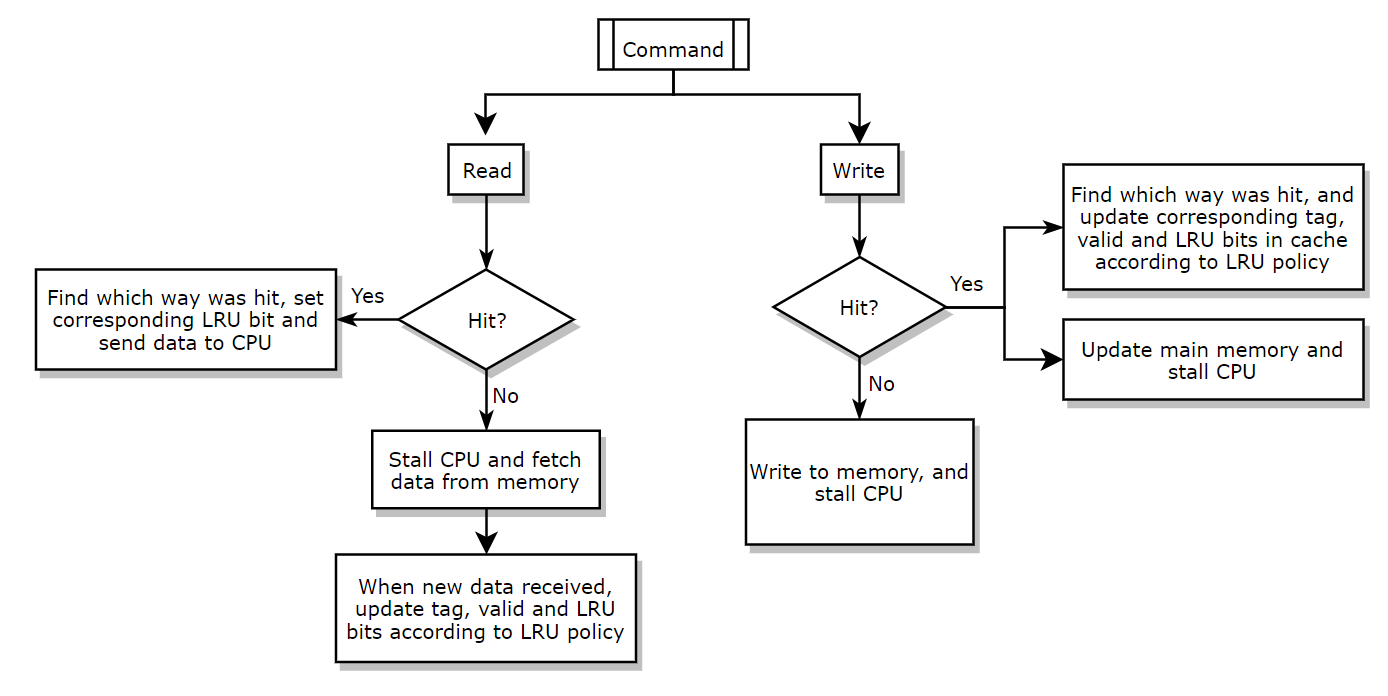 Command
Read
Write
Find which way was hit, and
update corresponding tag,
valid and LRU bits in cache
according to LRU policy
Yes
Hit?
Find which way was hit, set
corresponding LRU bit and
send data to CPU
Yes
Hit?
Update main memory and
stall CPU
No
No
Stall CPU and fetch
data from memory
Write to memory, and
stall CPU
When new data received,
update tag, valid and LRU
bits according to LRU policy